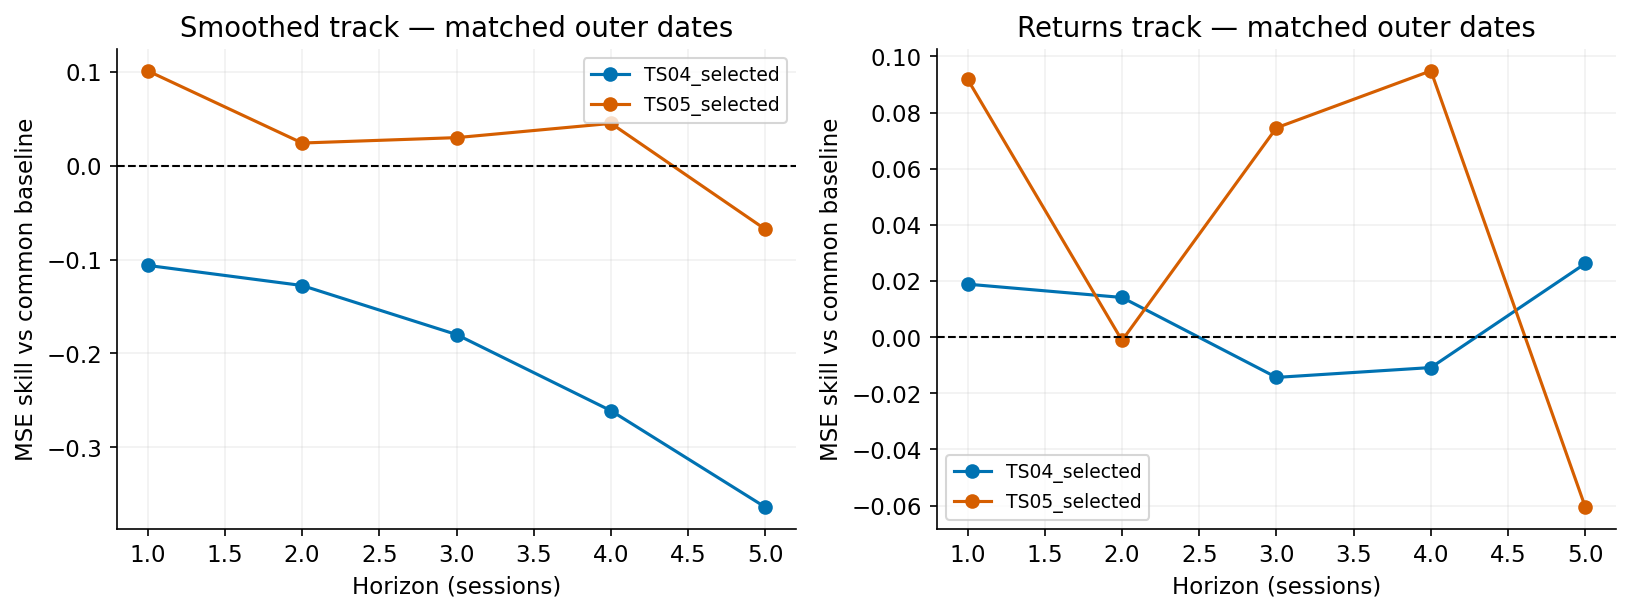 Smoothed track — matched outer dates
MSE skill vs common baseline
0.1
0.0
−0.1
−0.2
−0.3
TS04_selected
TS05_selected
1.0 1.5 2.0 2.5 3.0 3.5 4.0 4.5 5.0
Horizon (sessions)
Returns track — matched outer dates
MSE skill vs common baseline
0.10
0.08
0.06
0.04
0.02
0.00
−0.02
−0.04
−0.06
TS04_selected
TS05_selected
1.0 1.5 2.0 2.5 3.0 3.5 4.0 4.5 5.0
Horizon (sessions)